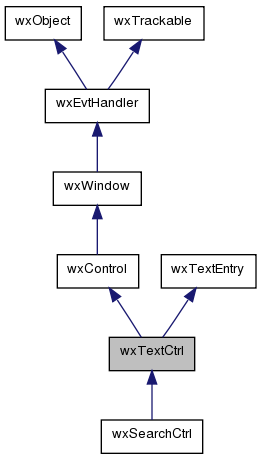 wxObject
wxTrackable
wxEvtHandler
wxWindow
wxControl
wxTextEntry
wxTextCtrl
wxSearchCtrl